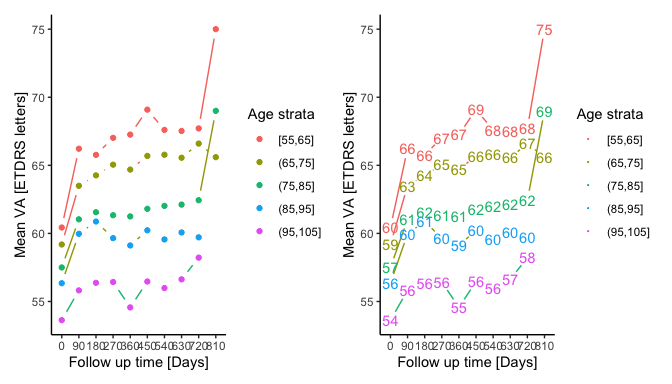 75
70
65
60
55
Mean VA [ETDRS letters]
0 90 180 270 360 450 540 630 720 810
Follow up time [Days]
Age strata
[55,65]
(65,75]
(75,85]
(85,95]
(95,105]
75
70
65
60
55
Mean VA [ETDRS letters]
60 66 66 67 67 69 68 68 68 75
59 63 64 65 65 66 66 66 67 66
57 61 62 61 61 62 62 62 62 69
56 60 61 60 59 60 60 60 60
54 56 56 56 55 56 56 57 58
0 90 180 270 360 450 540 630 720 810
Follow up time [Days]
Age strata
[55,65]
(65,75]
(75,85]
(85,95]
(95,105]